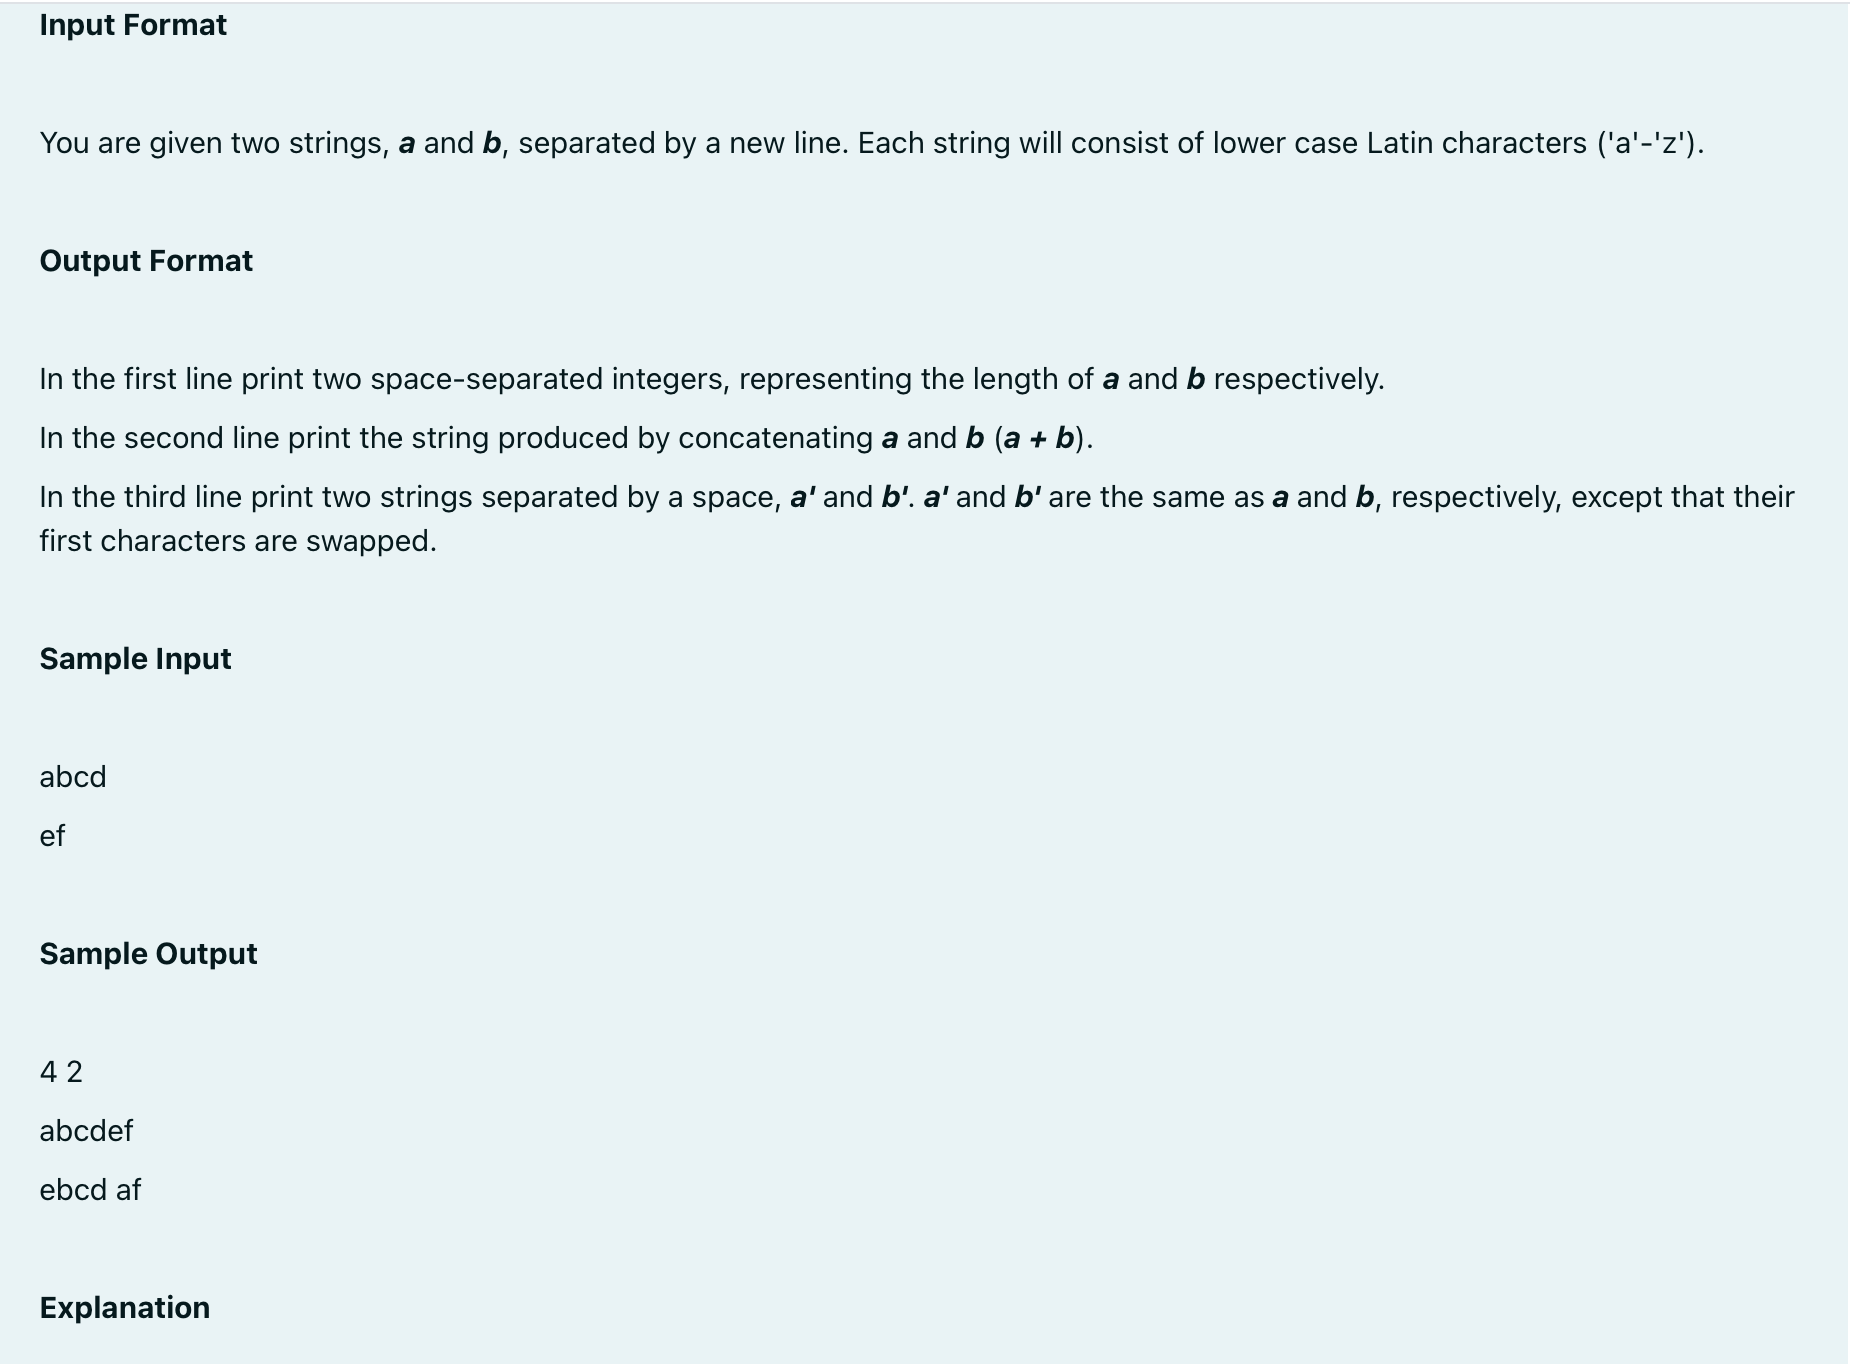 Input Format
You are given two strings, a and b, separated by a new line. Each string will consist of lower case Latin characters ('a'-'z').
Output Format
In the first line print two space-separated integers, representing the length of a and b respectively.
In the second line print the string produced by concatenating a and b (a + b).
In the third line print two strings separated by a space, a' and b'. a' and b' are the same as a and b, respectively, except that their
first characters are swapped.
Sample Input
abcd
ef
Sample Output
4 2
abcdef
ebcd af
Explanation